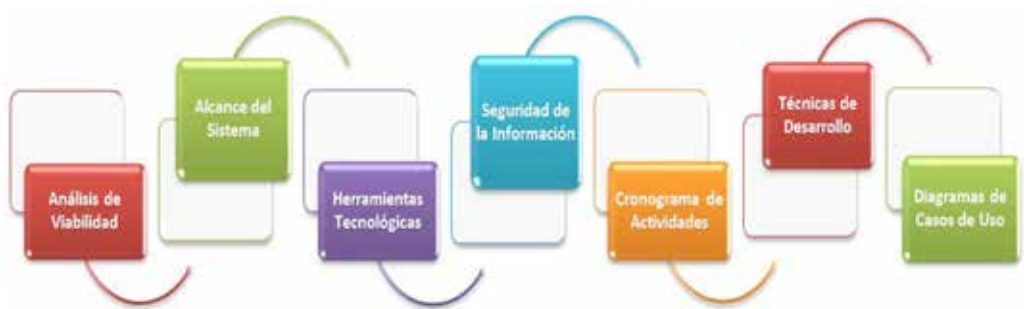 Análisis de
Viabilidad
Alcance del
Sistema
Herramientas
Tecnológicas
Seguridad de
la Información
Cronograma de
Actividades
Técnicas de
Desarrollo
Diagramas de
Casos de Uso